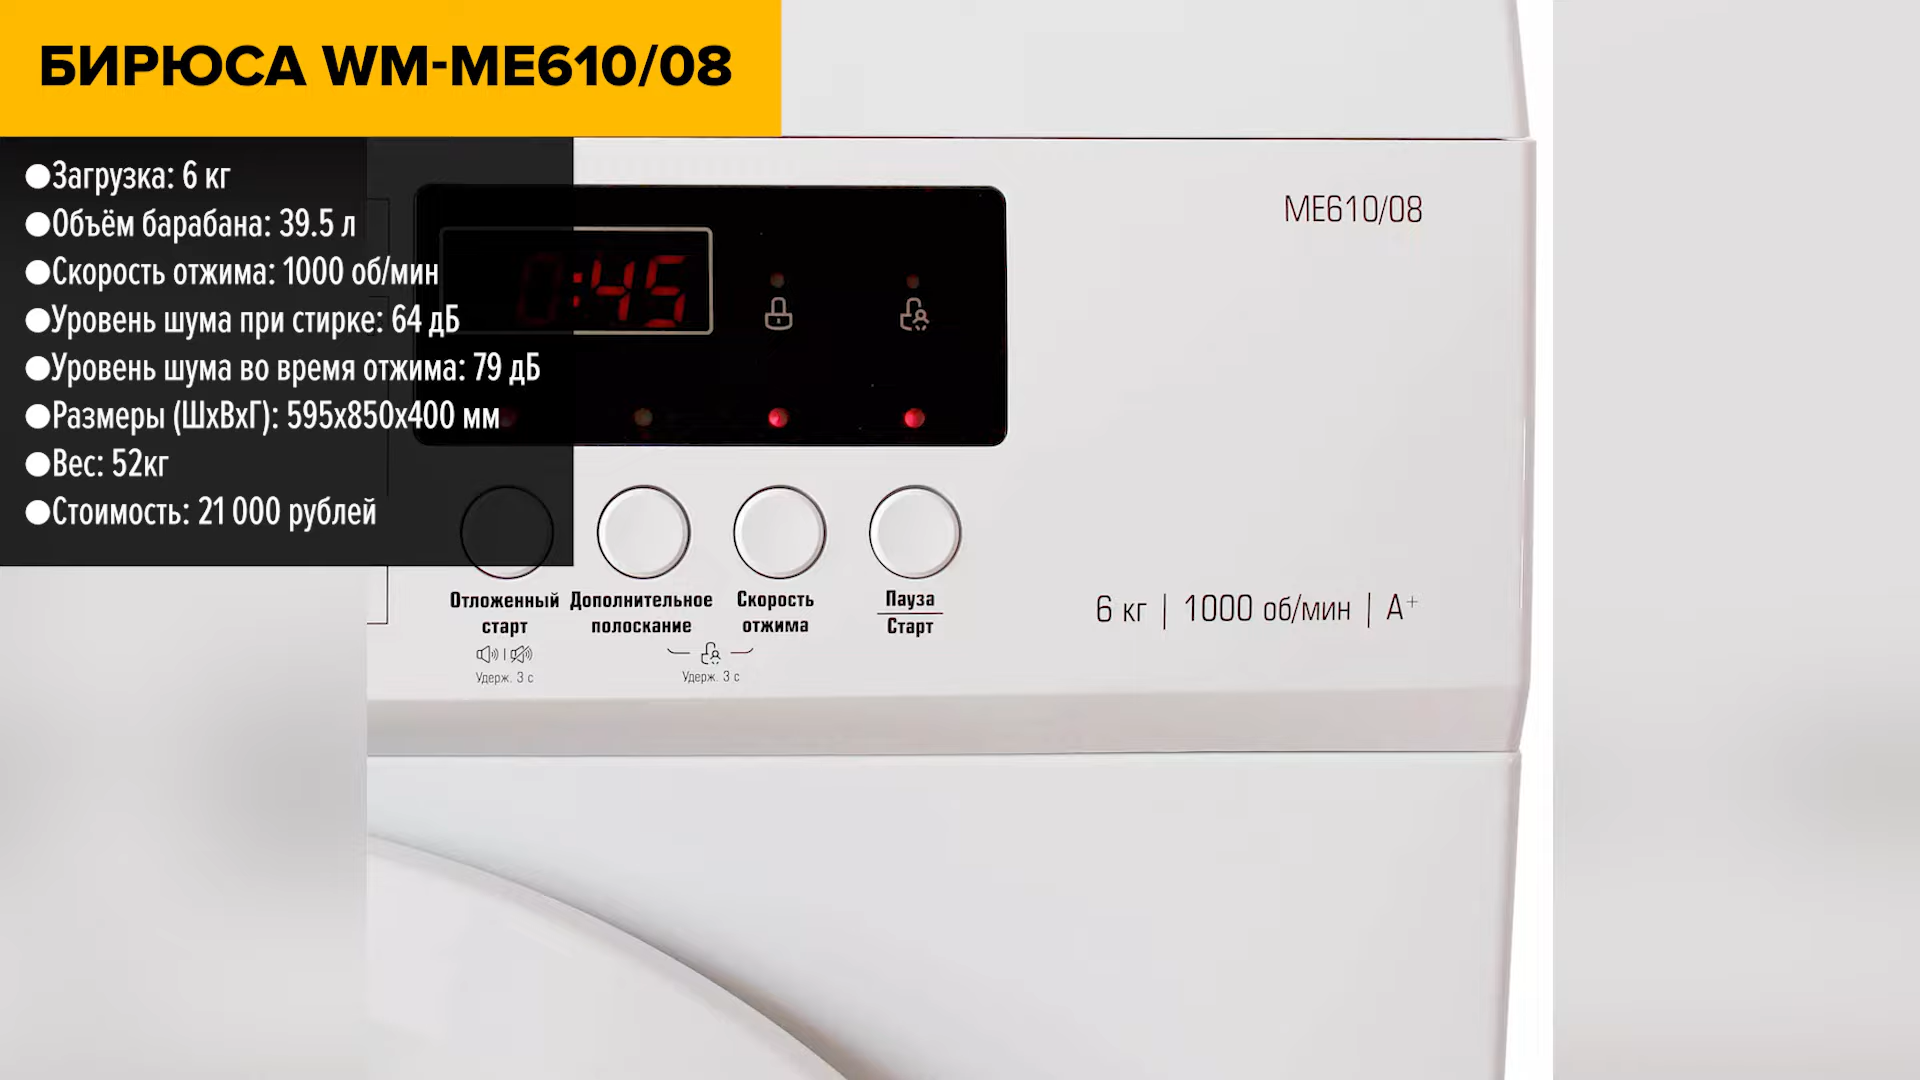 БИРЮСА WM-ME610/08
●Загрузка: 6 кг
●Объём барабана: 39.5 л
●Скорость отжима: 1000 об/мин
●Уровень шума при стирке: 64 дБ
●Уровень шума во время отжима: 79 дБ
●Размеры (ШхВхГ): 595х850х400 мм
●Вес: 52кг
●Стоимость: 21 000 рублей
0:45
ME610/08
Отложенный старт
Дополнительное полоскание
Скорость отжима
Пауза
Старт
Удерж. 3 с
Удерж. 3 с
6 кг | 1000 об/мин | A+